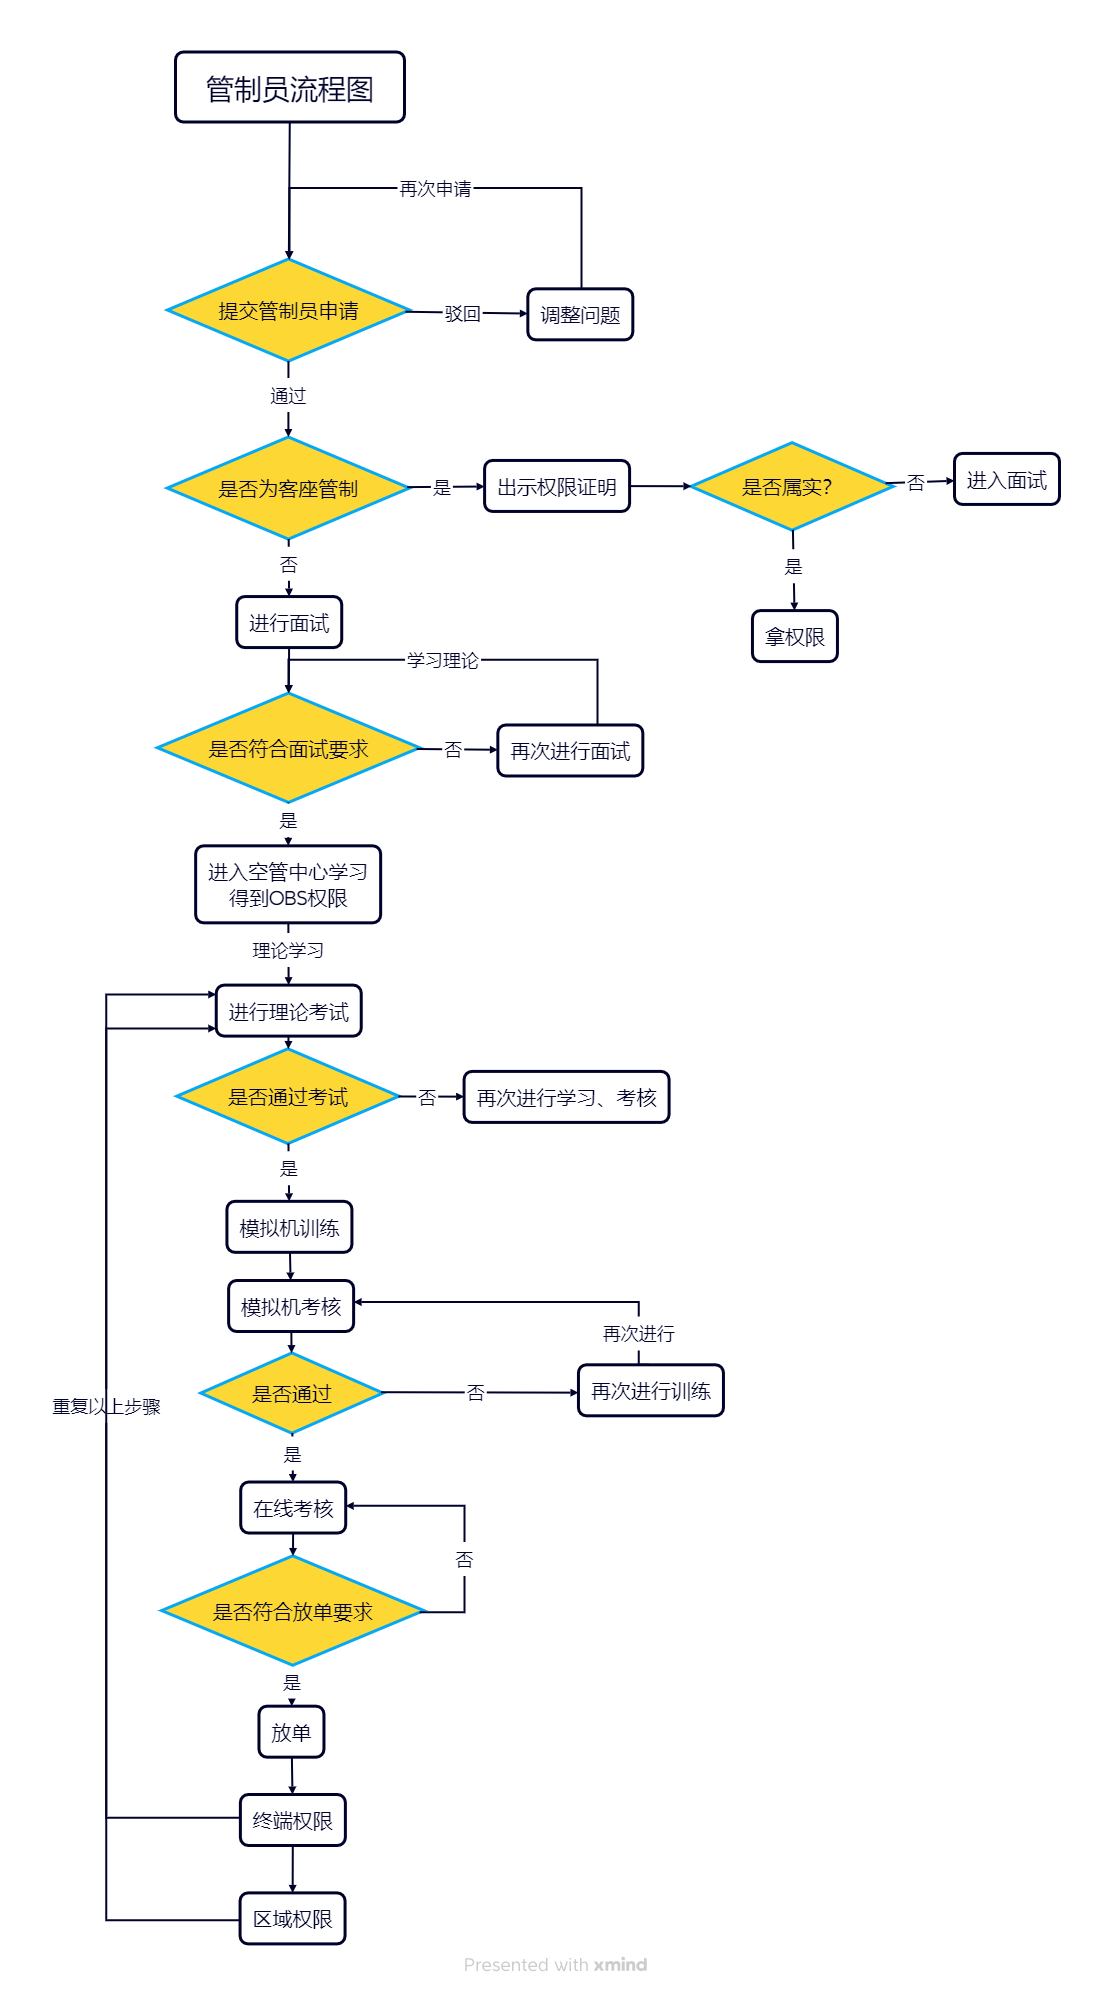 管制员流程图
再次申请
提交管制员申请
驳回
调整问题
通过
是否为客座管制
是
出示权限证明
是否属实?
否
进入面试
否
是
进行面试
拿权限
学习理论
是否符合面试要求
否
再次进行面试
是
进入空管中心学习
得到OBS权限
理论学习
进行理论考试
是否通过考试
否
再次进行学习、考核
是
模拟机训练
模拟机考核
再次进行
是否通过
否
再次进行训练
重复以上步骤
是
在线考核
否
是否符合放单要求
是
放单
终端权限
区域权限
Presented with xmind